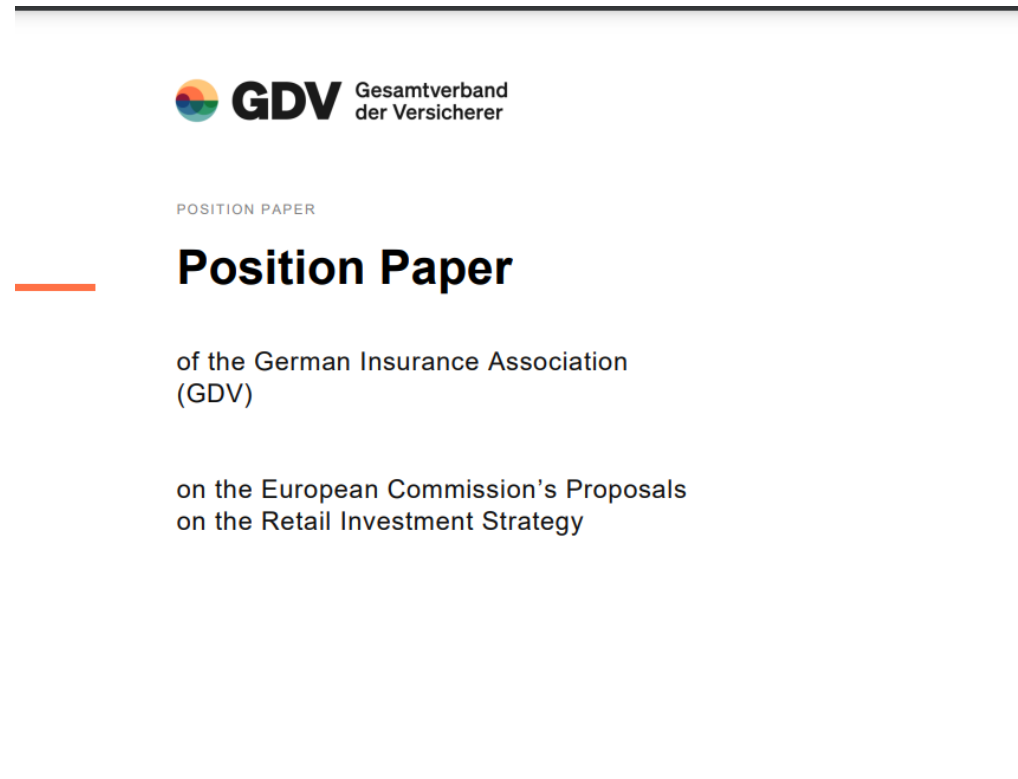 GDV Gesamtverband
der Versicherer
POSITION PAPER
Position Paper
of the German Insurance Association
(GDV)
on the European Commission’s Proposals
on the Retail Investment Strategy